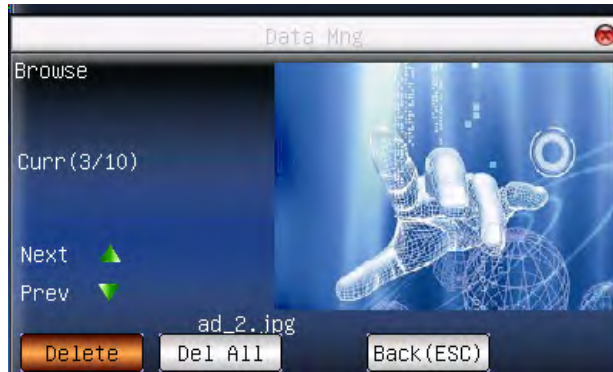 Data Mng
Browse
Curr(3/10)
Next
Prev
ad_2.jpg
Delete Del All Back(ESC)